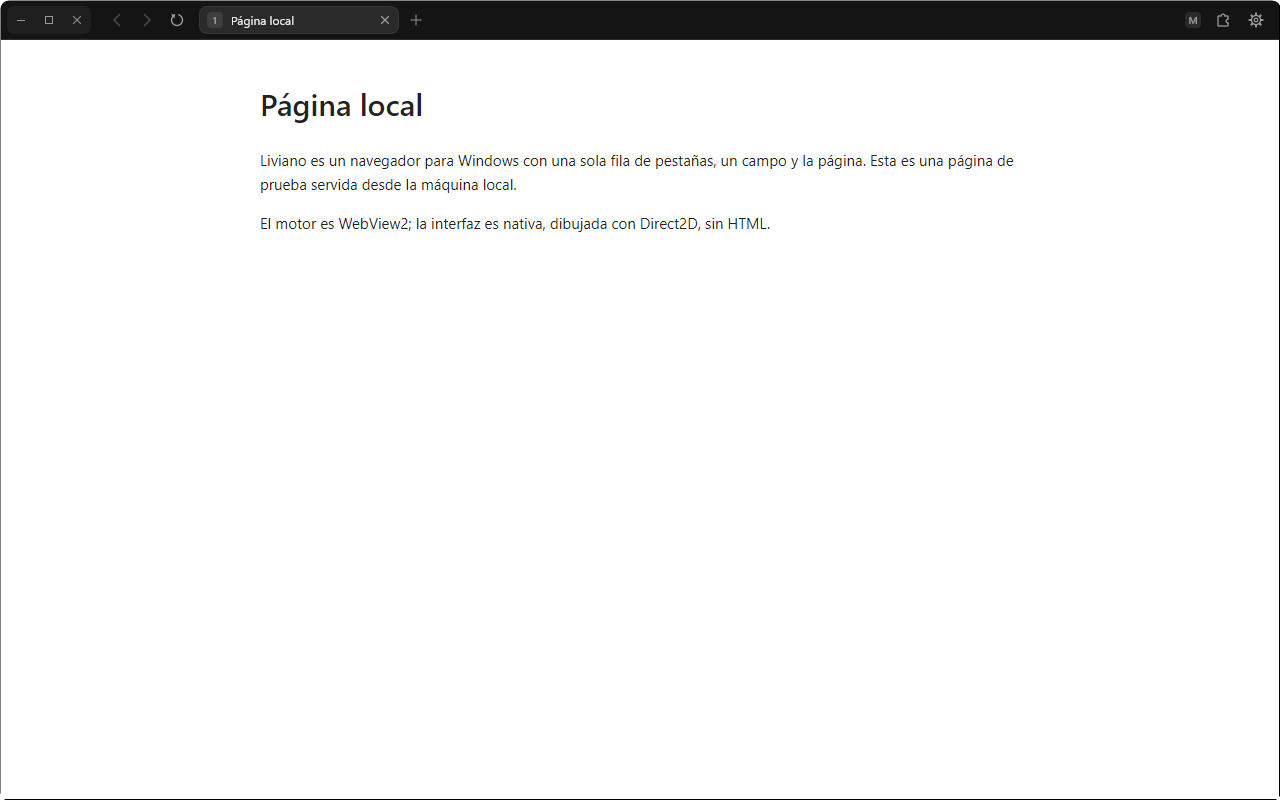 1 Página local
M
Página local
Liviano es un navegador para Windows con una sola fila de pestañas, un campo y la página. Esta es una página de
prueba servida desde la máquina local.
El motor es WebView2; la interfaz es nativa, dibujada con Direct2D, sin HTML.